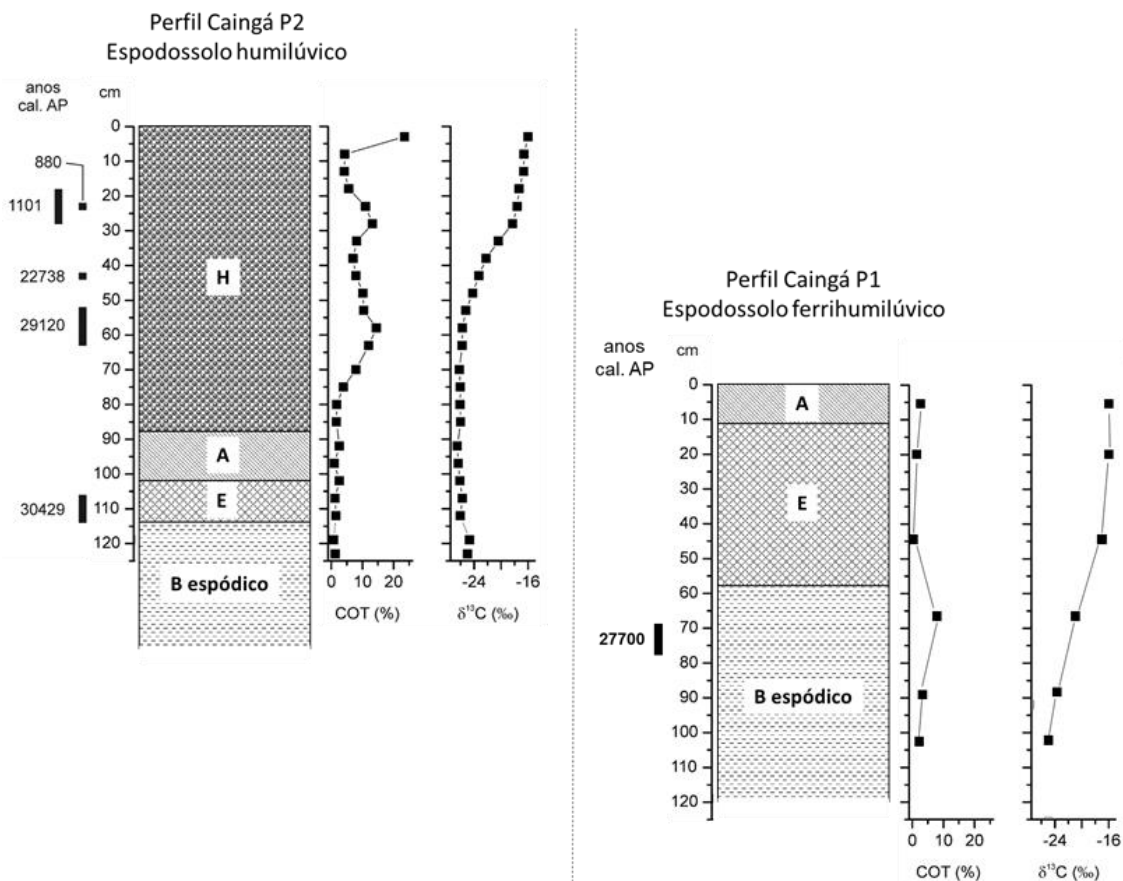 Perfil Caingá P2
Espodossolo humilúvico
anos
cal. AP
cm
0
10
20
30
40
50
60
70
80
90
100
110
120
880
1101
22738
29120
30429
H
A
E
B espódico
0 10 20
COT (%)
-24 -16
δ¹³C (‰)
Perfil Caingá P1
Espodossolo ferrihumilúvico
anos
cal. AP
cm
0
10
20
30
40
50
60
70
80
90
100
110
120
27700
A
E
B espódico
0 10 20
COT (%)
-24 -16
δ¹³C (‰)